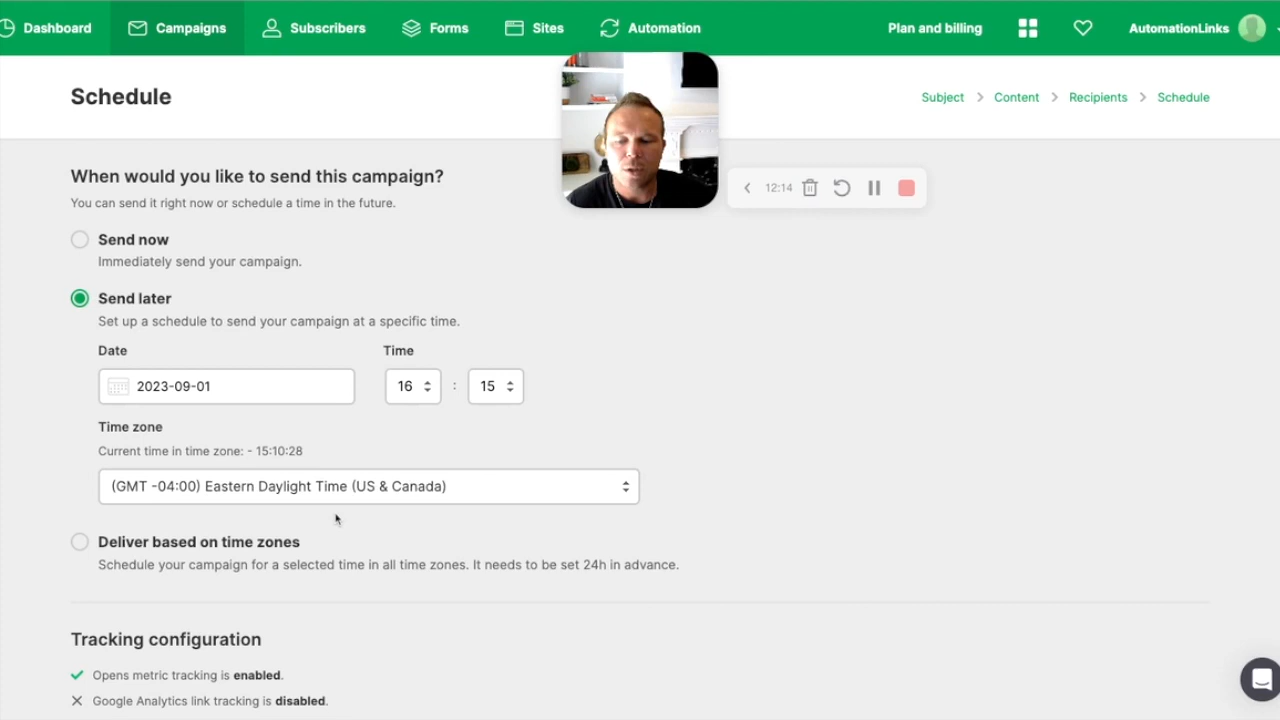 Dashboard Campaigns Subscribers Forms Sites Automation Plan and billing AutomationLinks
Schedule
Subject Content Recipients Schedule
When would you like to send this campaign?
You can send it right now or schedule a time in the future.
12:14
Send now
Immediately send your campaign.
Send later
Set up a schedule to send your campaign at a specific time.
Date Time
2023-09-01 16 : 15
Time zone
Current time in time zone: - 15:10:28
(GMT -04:00) Eastern Daylight Time (US & Canada)
Deliver based on time zones
Schedule your campaign for a selected time in all time zones. It needs to be set 24h in advance.
Tracking configuration
Opens metric tracking is enabled.
Google Analytics link tracking is disabled.